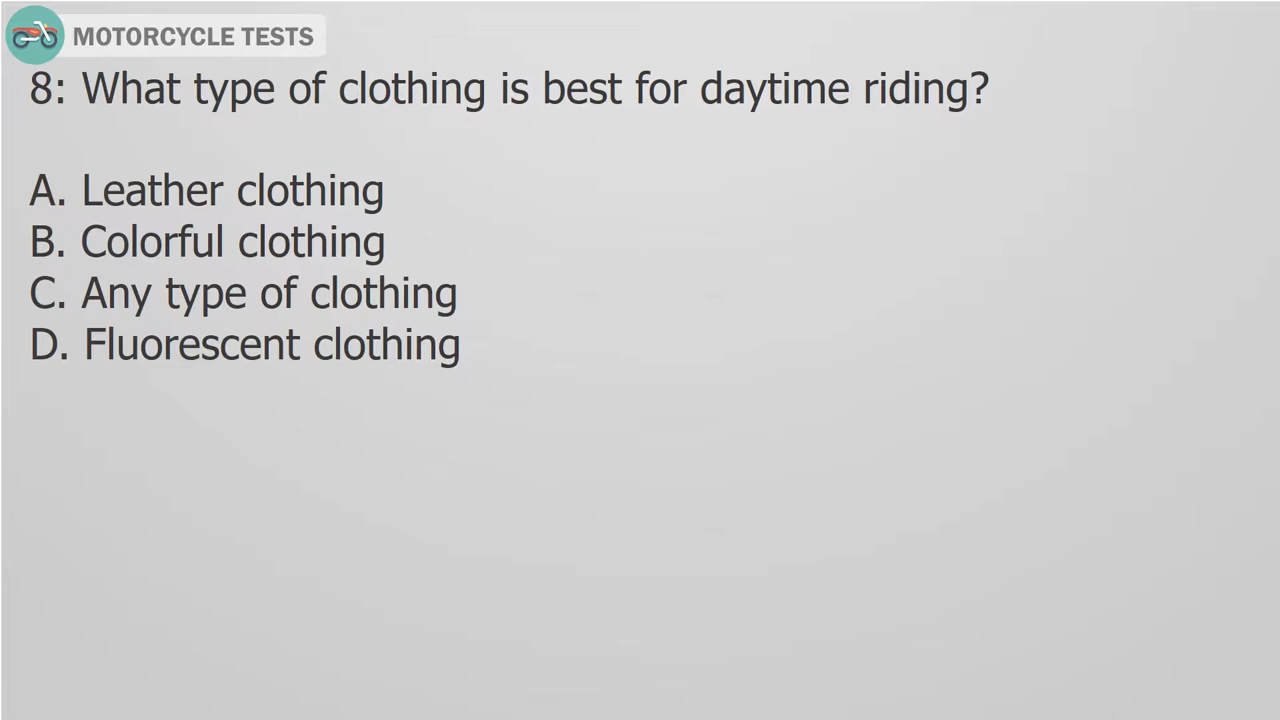 MOTORCYCLE TESTS
8: What type of clothing is best for daytime riding?
A. Leather clothing
B. Colorful clothing
C. Any type of clothing
D. Fluorescent clothing